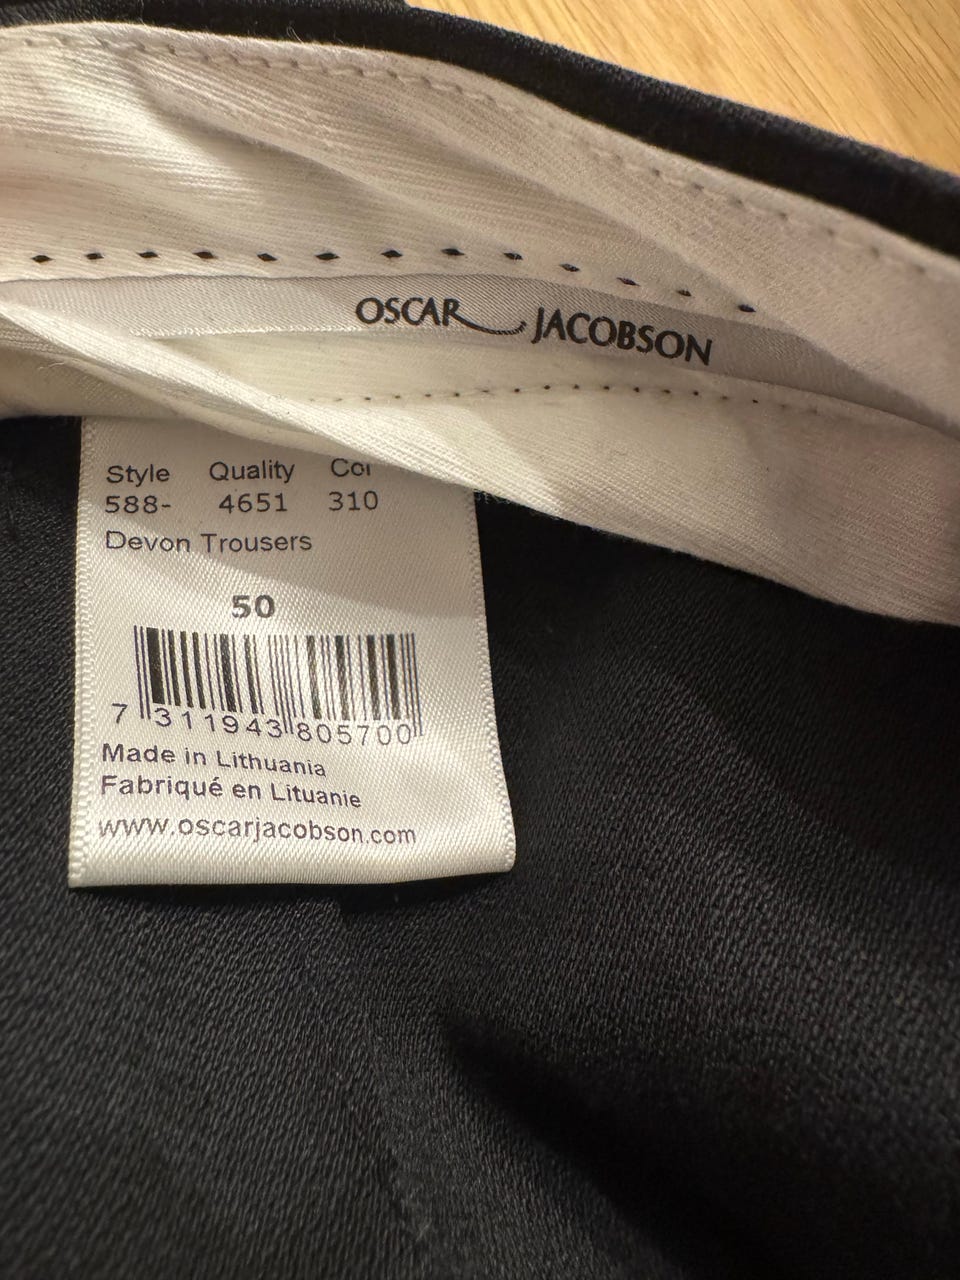 OSCAR JACOBSON
Style Quality Col
588- 4651 310
Devon Trousers
50
7 311943 805700
Made in Lithuania
Fabriqué en Lituanie
www.oscarjacobson.com